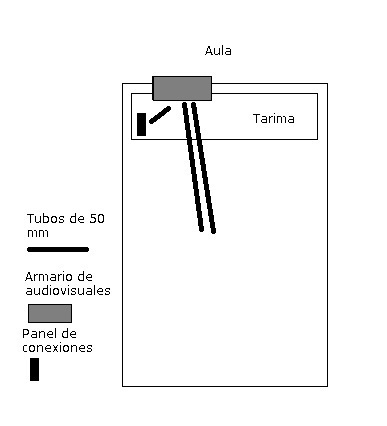 Aula
Tarima
Tubos de 50
mm
Armario de
audiovisuales
Panel de
conexiones